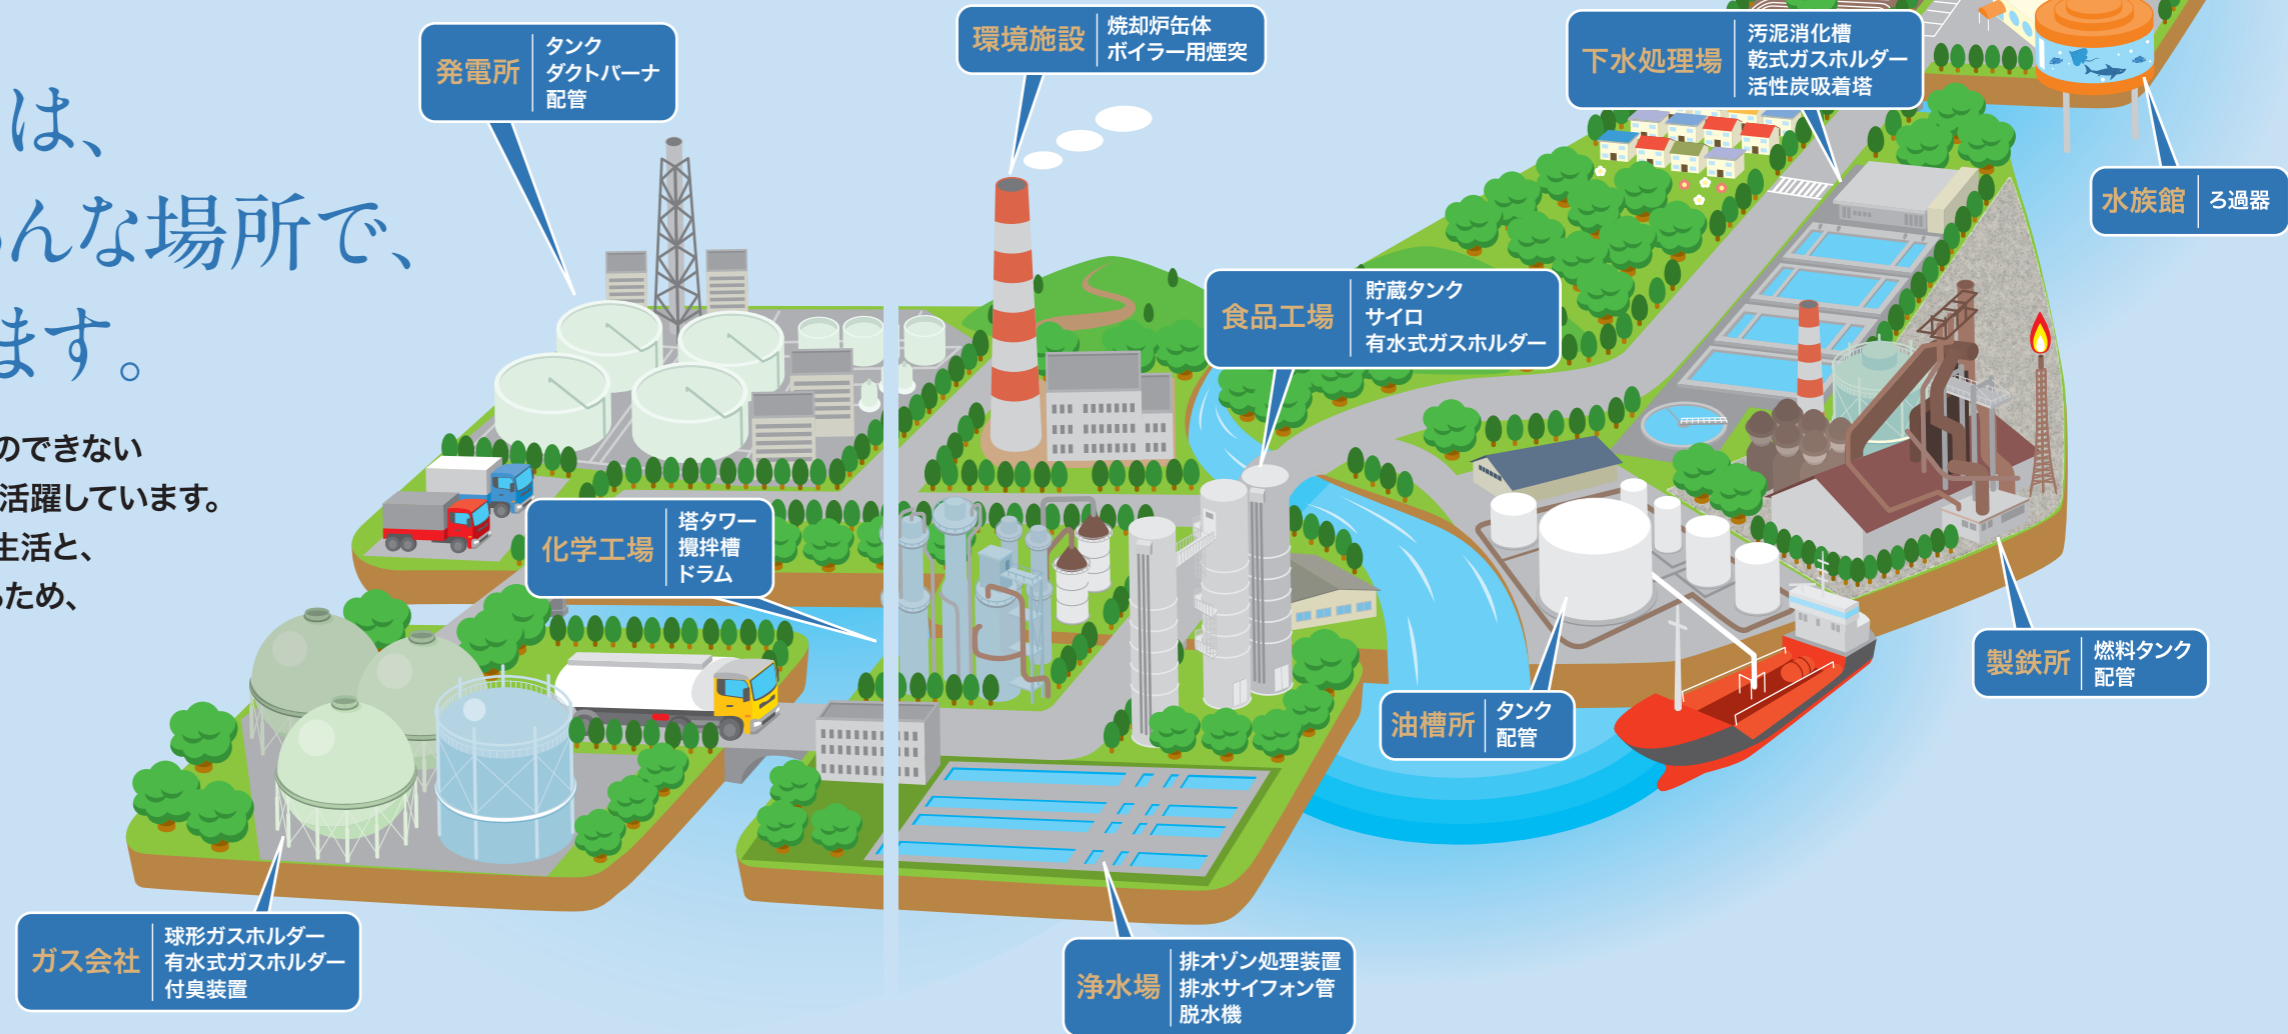 は、
んな場所で、
ます。
のできない
活躍しています。
生活と、
るため、
発電所
タンク
ダクトバーナ
配管
環境施設
焼却炉缶体
ボイラー用煙突
下水処理場
汚泥消化槽
乾式ガスホルダー
活性炭吸着塔
水族館
ろ過器
食品工場
貯蔵タンク
サイロ
有水式ガスホルダー
化学工場
塔タワー
攪拌槽
ドラム
製鉄所
燃料タンク
配管
油槽所
タンク
配管
ガス会社
球形ガスホルダー
有水式ガスホルダー
付臭装置
浄水場
排オゾン処理装置
排水サイフォン管
脱水機